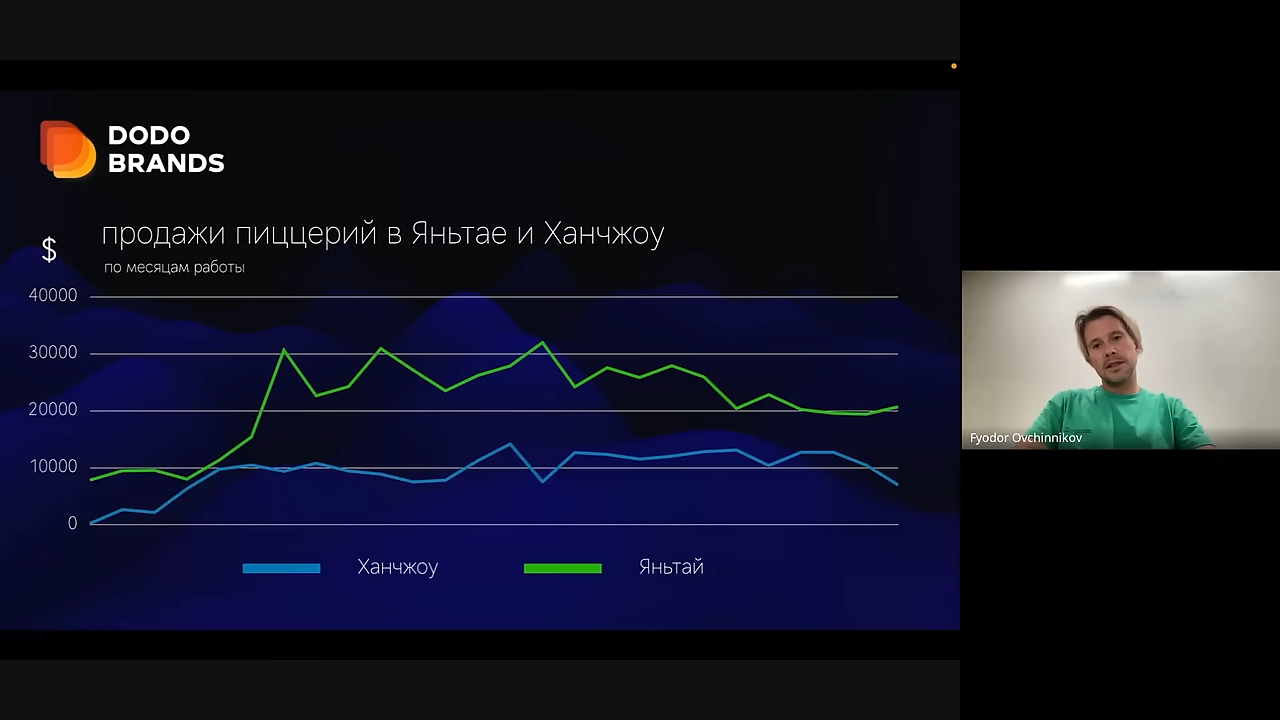 DODO
BRANDS
$
продажи пиццерий в Яньтае и Ханчжоу
по месяцам работы
40000
30000
20000
10000
0
Ханчжоу
Яньтай
Fyodor Ovchinnikov